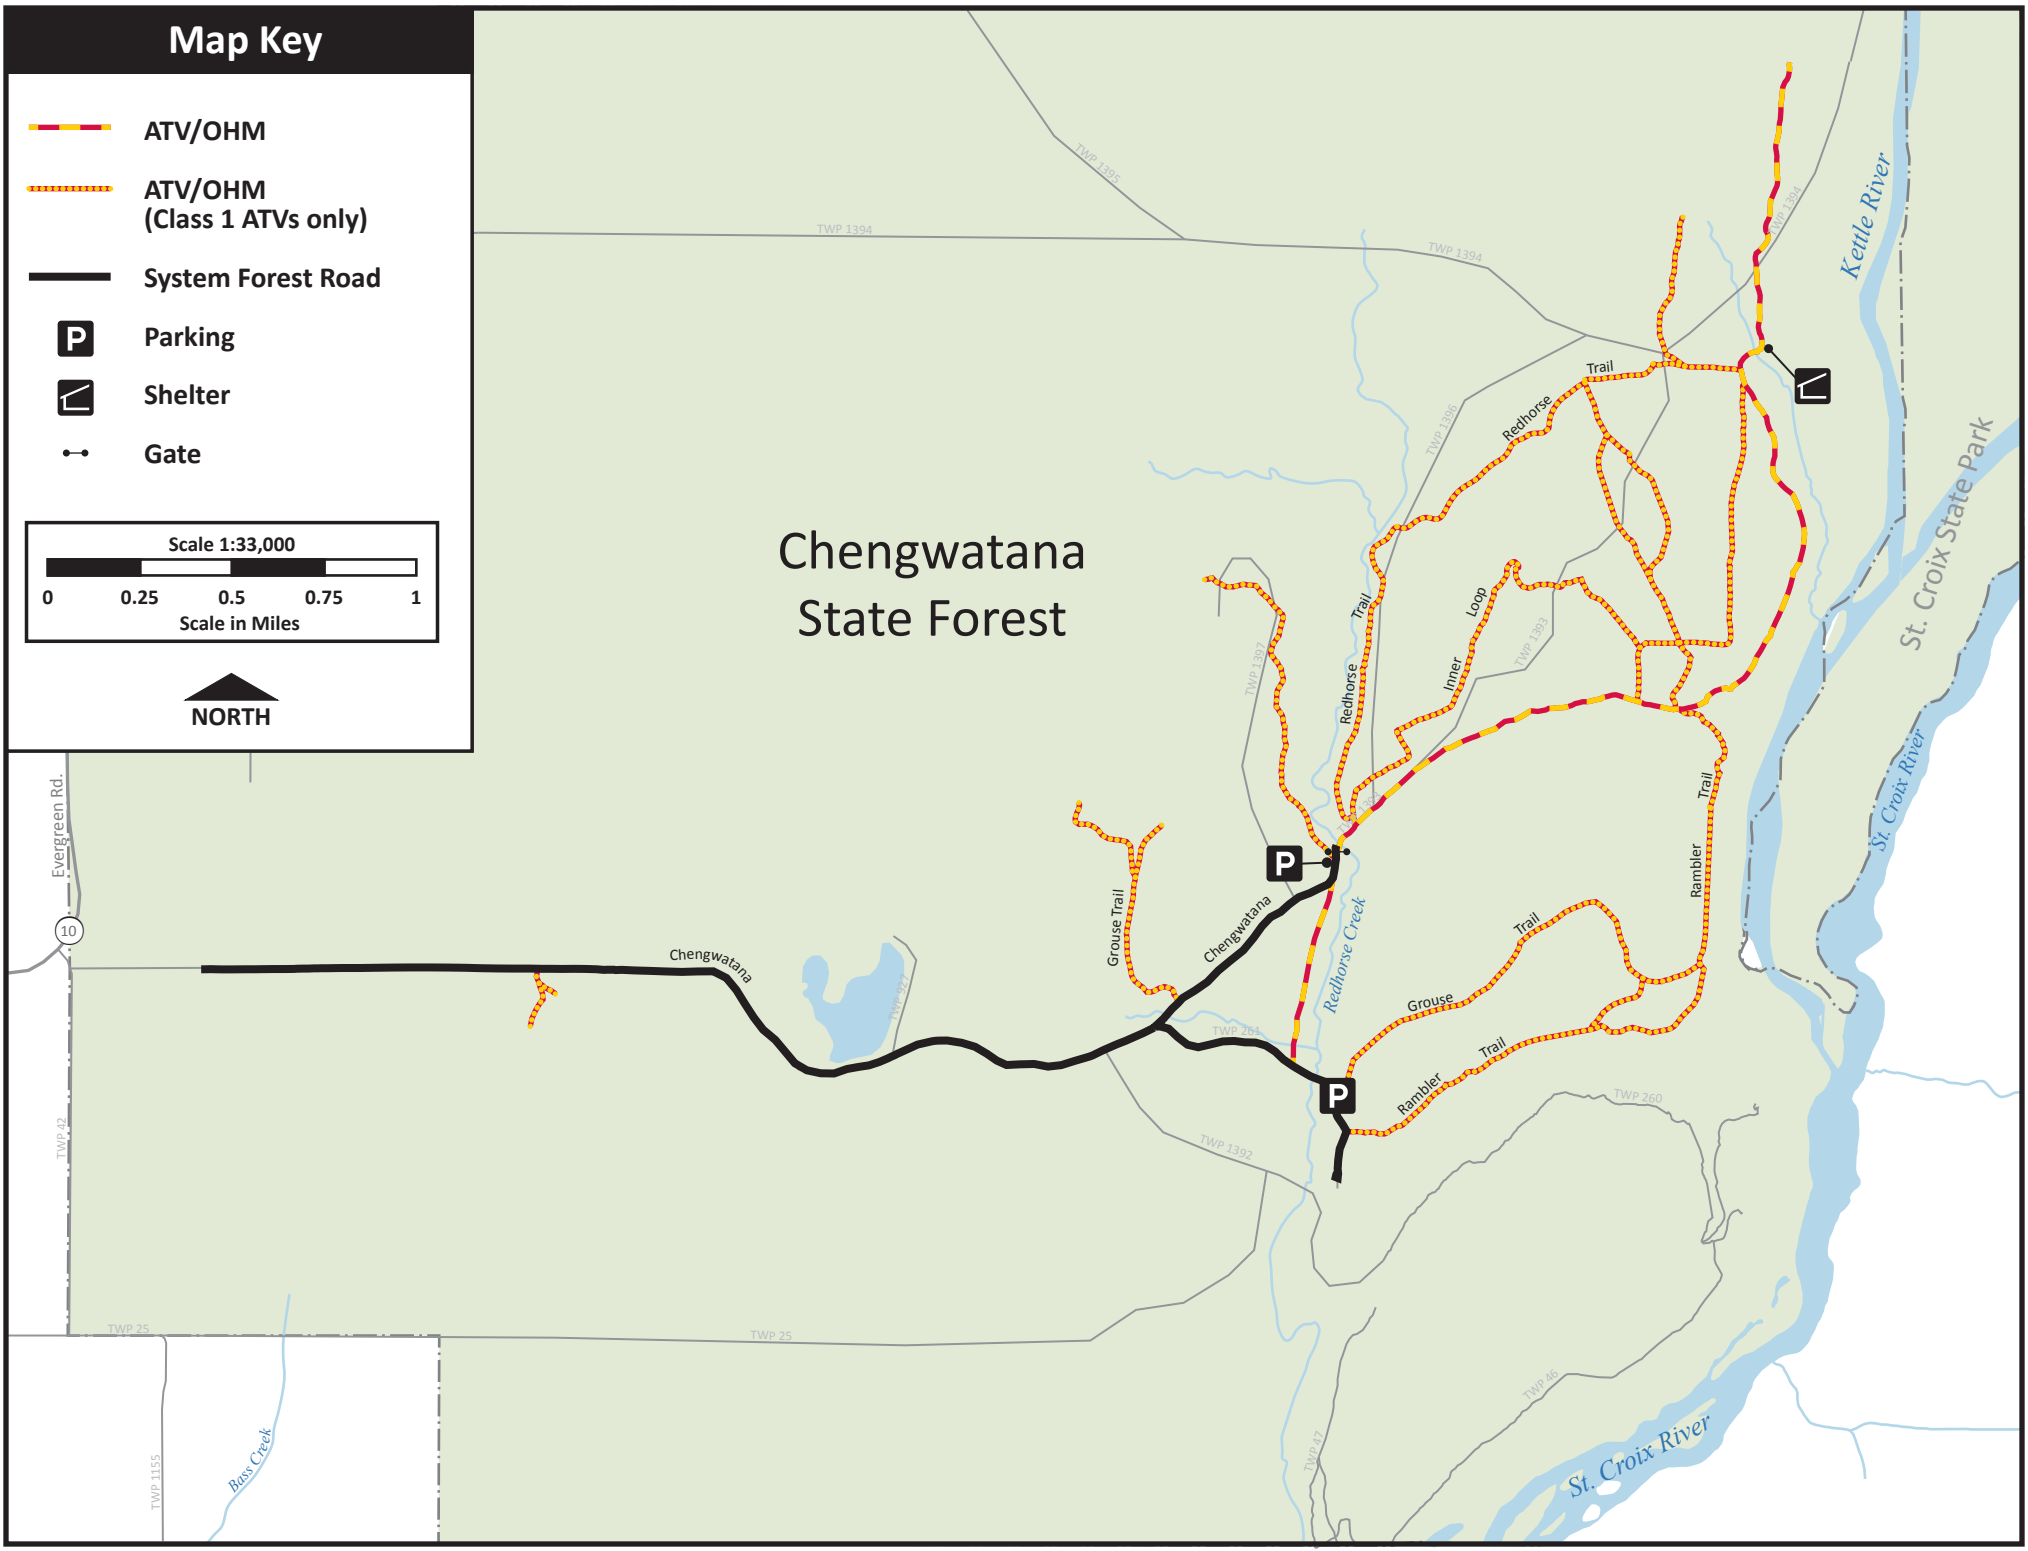 Map Key
ATV/OHM
ATV/OHM
(Class 1 ATVs only)
System Forest Road
P
Parking
Shelter
Gate
Scale 1:33,000
0 0.25 0.5 0.75 1
Scale in Miles
NORTH
TWP 1395
TWP 1394
TWP 1394
TWP 1394
Kettle River
Trail
Redhorse
TWP 1396
St. Croix State Park
Chengwatana
State Forest
Trail
Loop
TWP 1393
Inner
TWP 1397
Redhorse
St. Croix River
Trail
Evergreen Rd.
TWP 1393
P
Rambler
Grouse Trail
Chengwatana
Redhorse Creek
Trail
10
Chengwatana
TWP 927
Grouse
TWP 261
Trail
P
Rambler
TWP 260
TWP 42
TWP 1392
TWP 25
TWP 25
TWP 46
Bass Creek
TWP 1155
TWP 47
St. Croix River